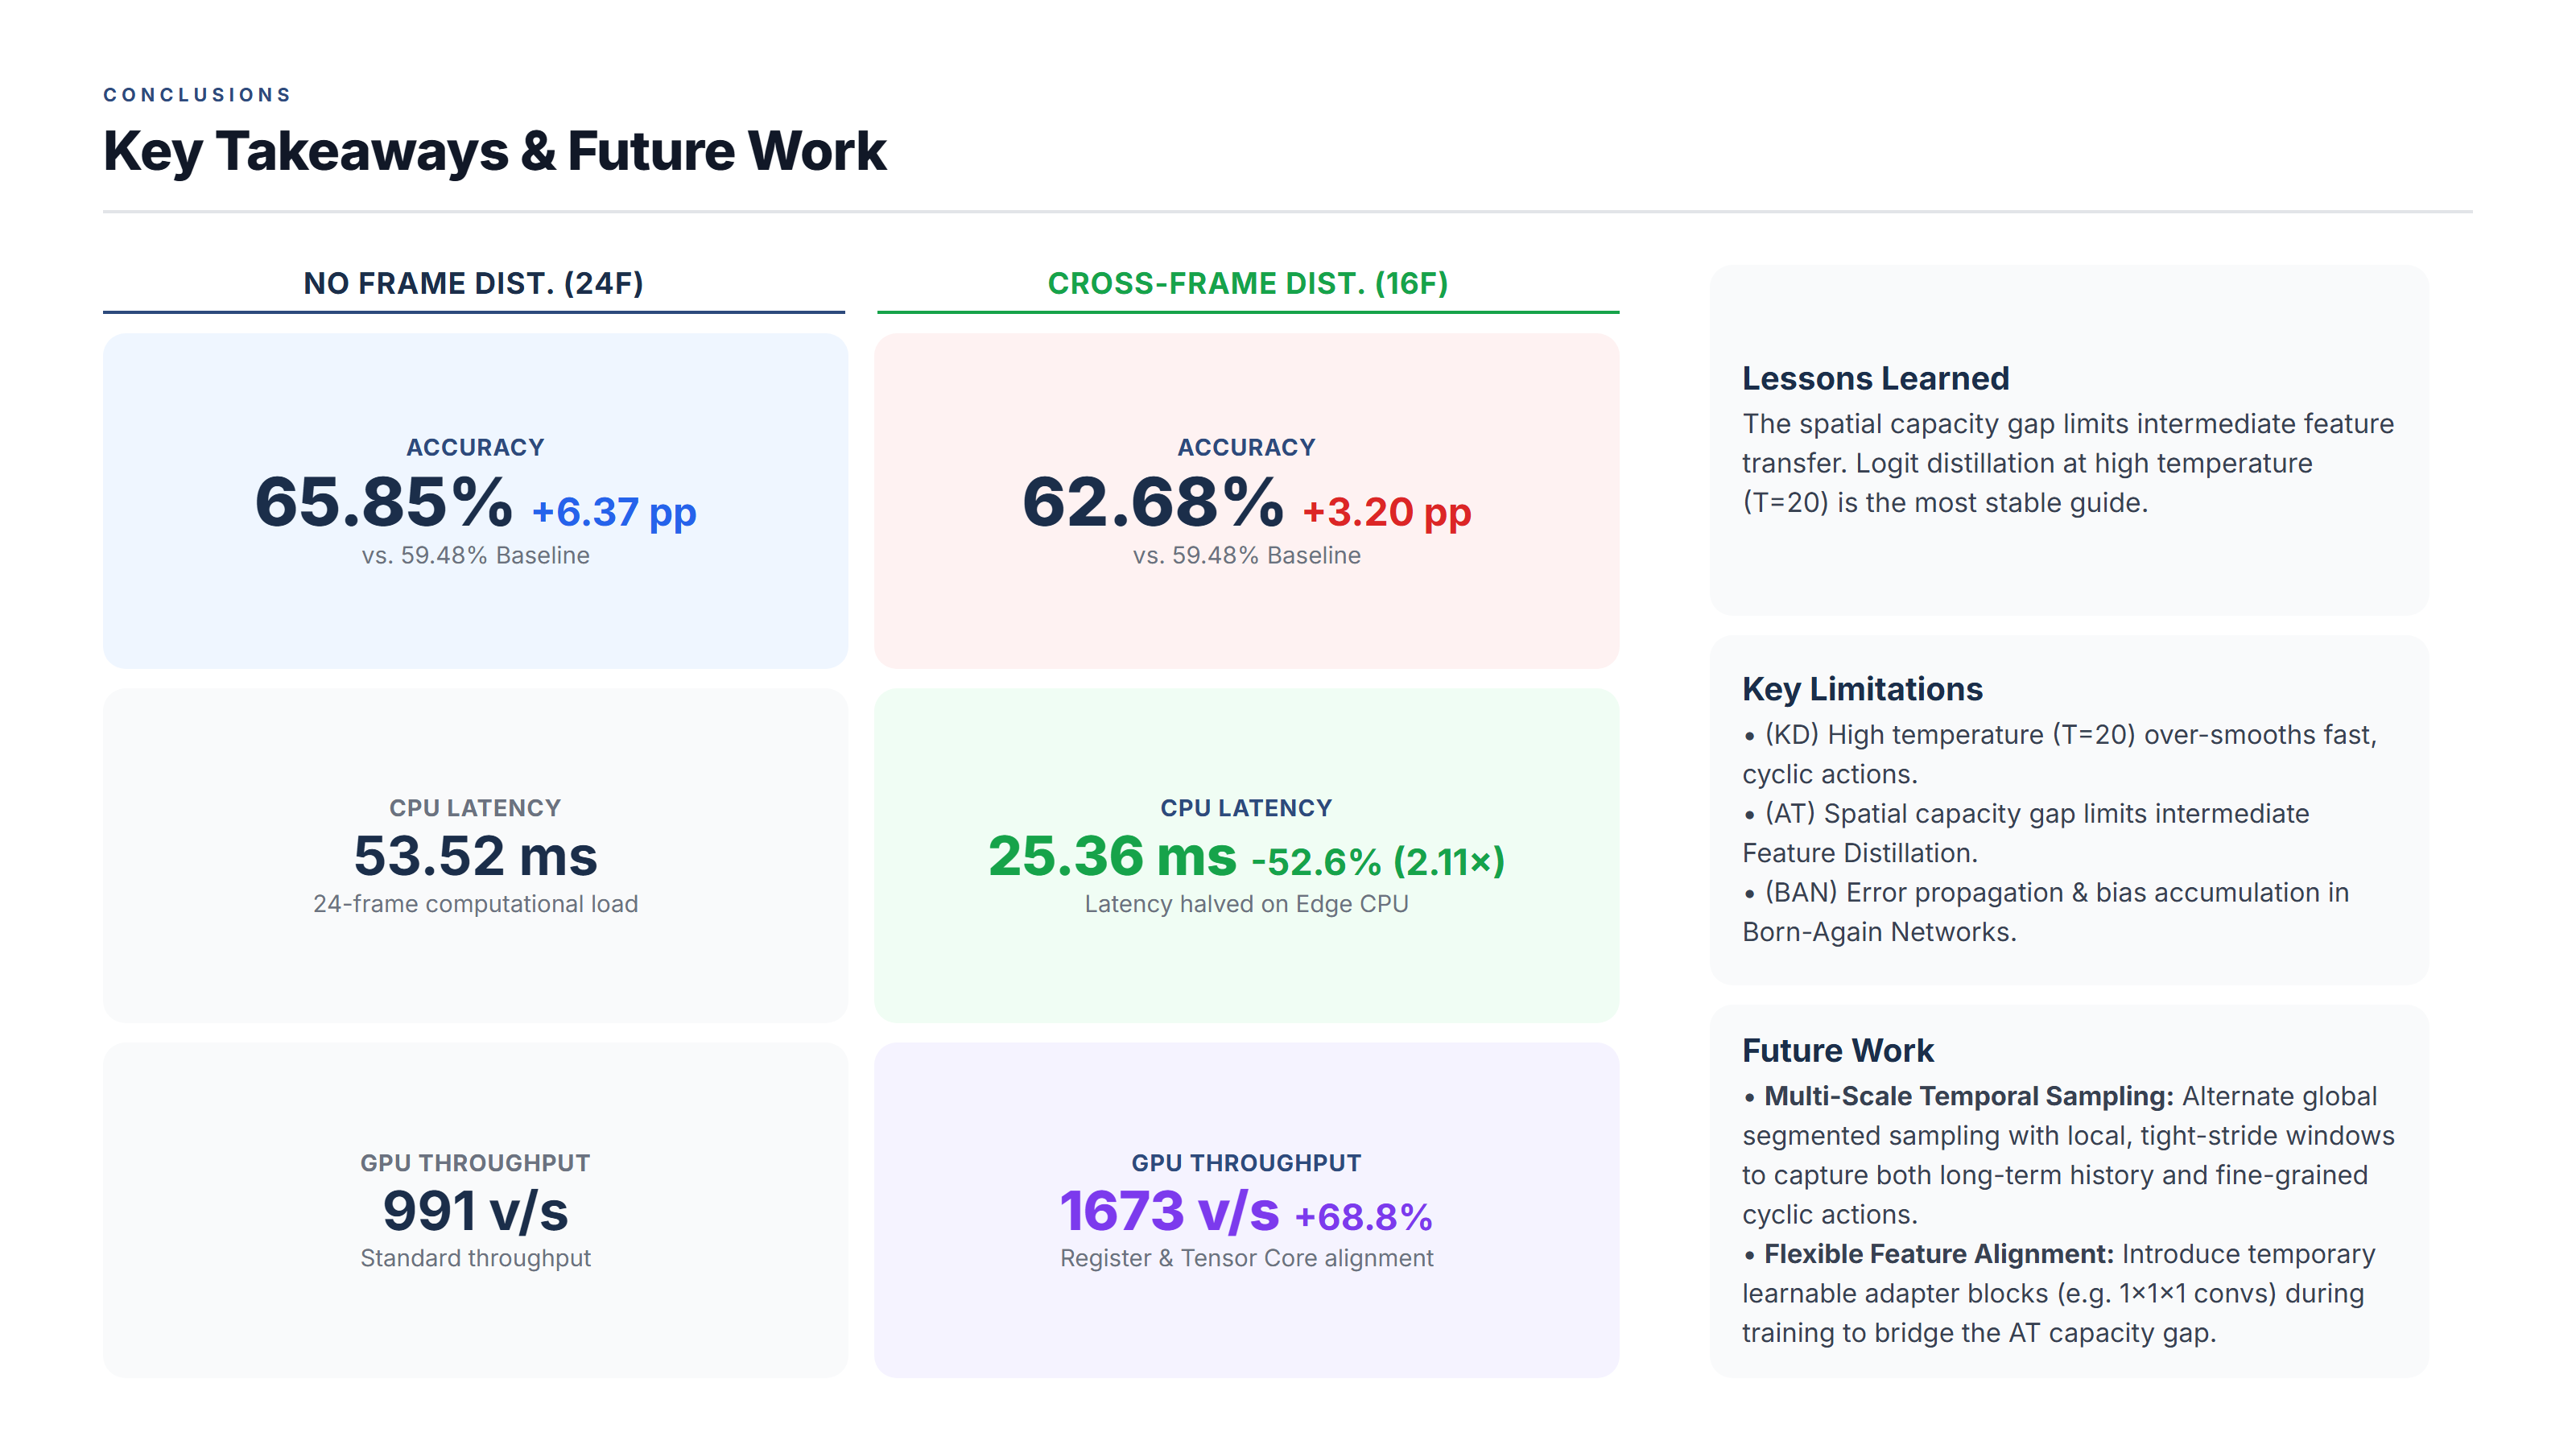 CONCLUSIONS
Key Takeaways & Future Work
NO FRAME DIST. (24F)
ACCURACY
65.85% +6.37 pp
vs. 59.48% Baseline
CPU LATENCY
53.52 ms
24-frame computational load
GPU THROUGHPUT
991 v/s
Standard throughput
CROSS-FRAME DIST. (16F)
ACCURACY
62.68% +3.20 pp
vs. 59.48% Baseline
CPU LATENCY
25.36 ms -52.6% (2.11×)
Latency halved on Edge CPU
GPU THROUGHPUT
1673 v/s +68.8%
Register & Tensor Core alignment
Lessons Learned
The spatial capacity gap limits intermediate feature
transfer. Logit distillation at high temperature
(T=20) is the most stable guide.
Key Limitations
• (KD) High temperature (T=20) over-smooths fast,
cyclic actions.
• (AT) Spatial capacity gap limits intermediate
Feature Distillation.
• (BAN) Error propagation & bias accumulation in
Born-Again Networks.
Future Work
• Multi-Scale Temporal Sampling: Alternate global
segmented sampling with local, tight-stride windows
to capture both long-term history and fine-grained
cyclic actions.
• Flexible Feature Alignment: Introduce temporary
learnable adapter blocks (e.g. 1×1×1 convs) during
training to bridge the AT capacity gap.